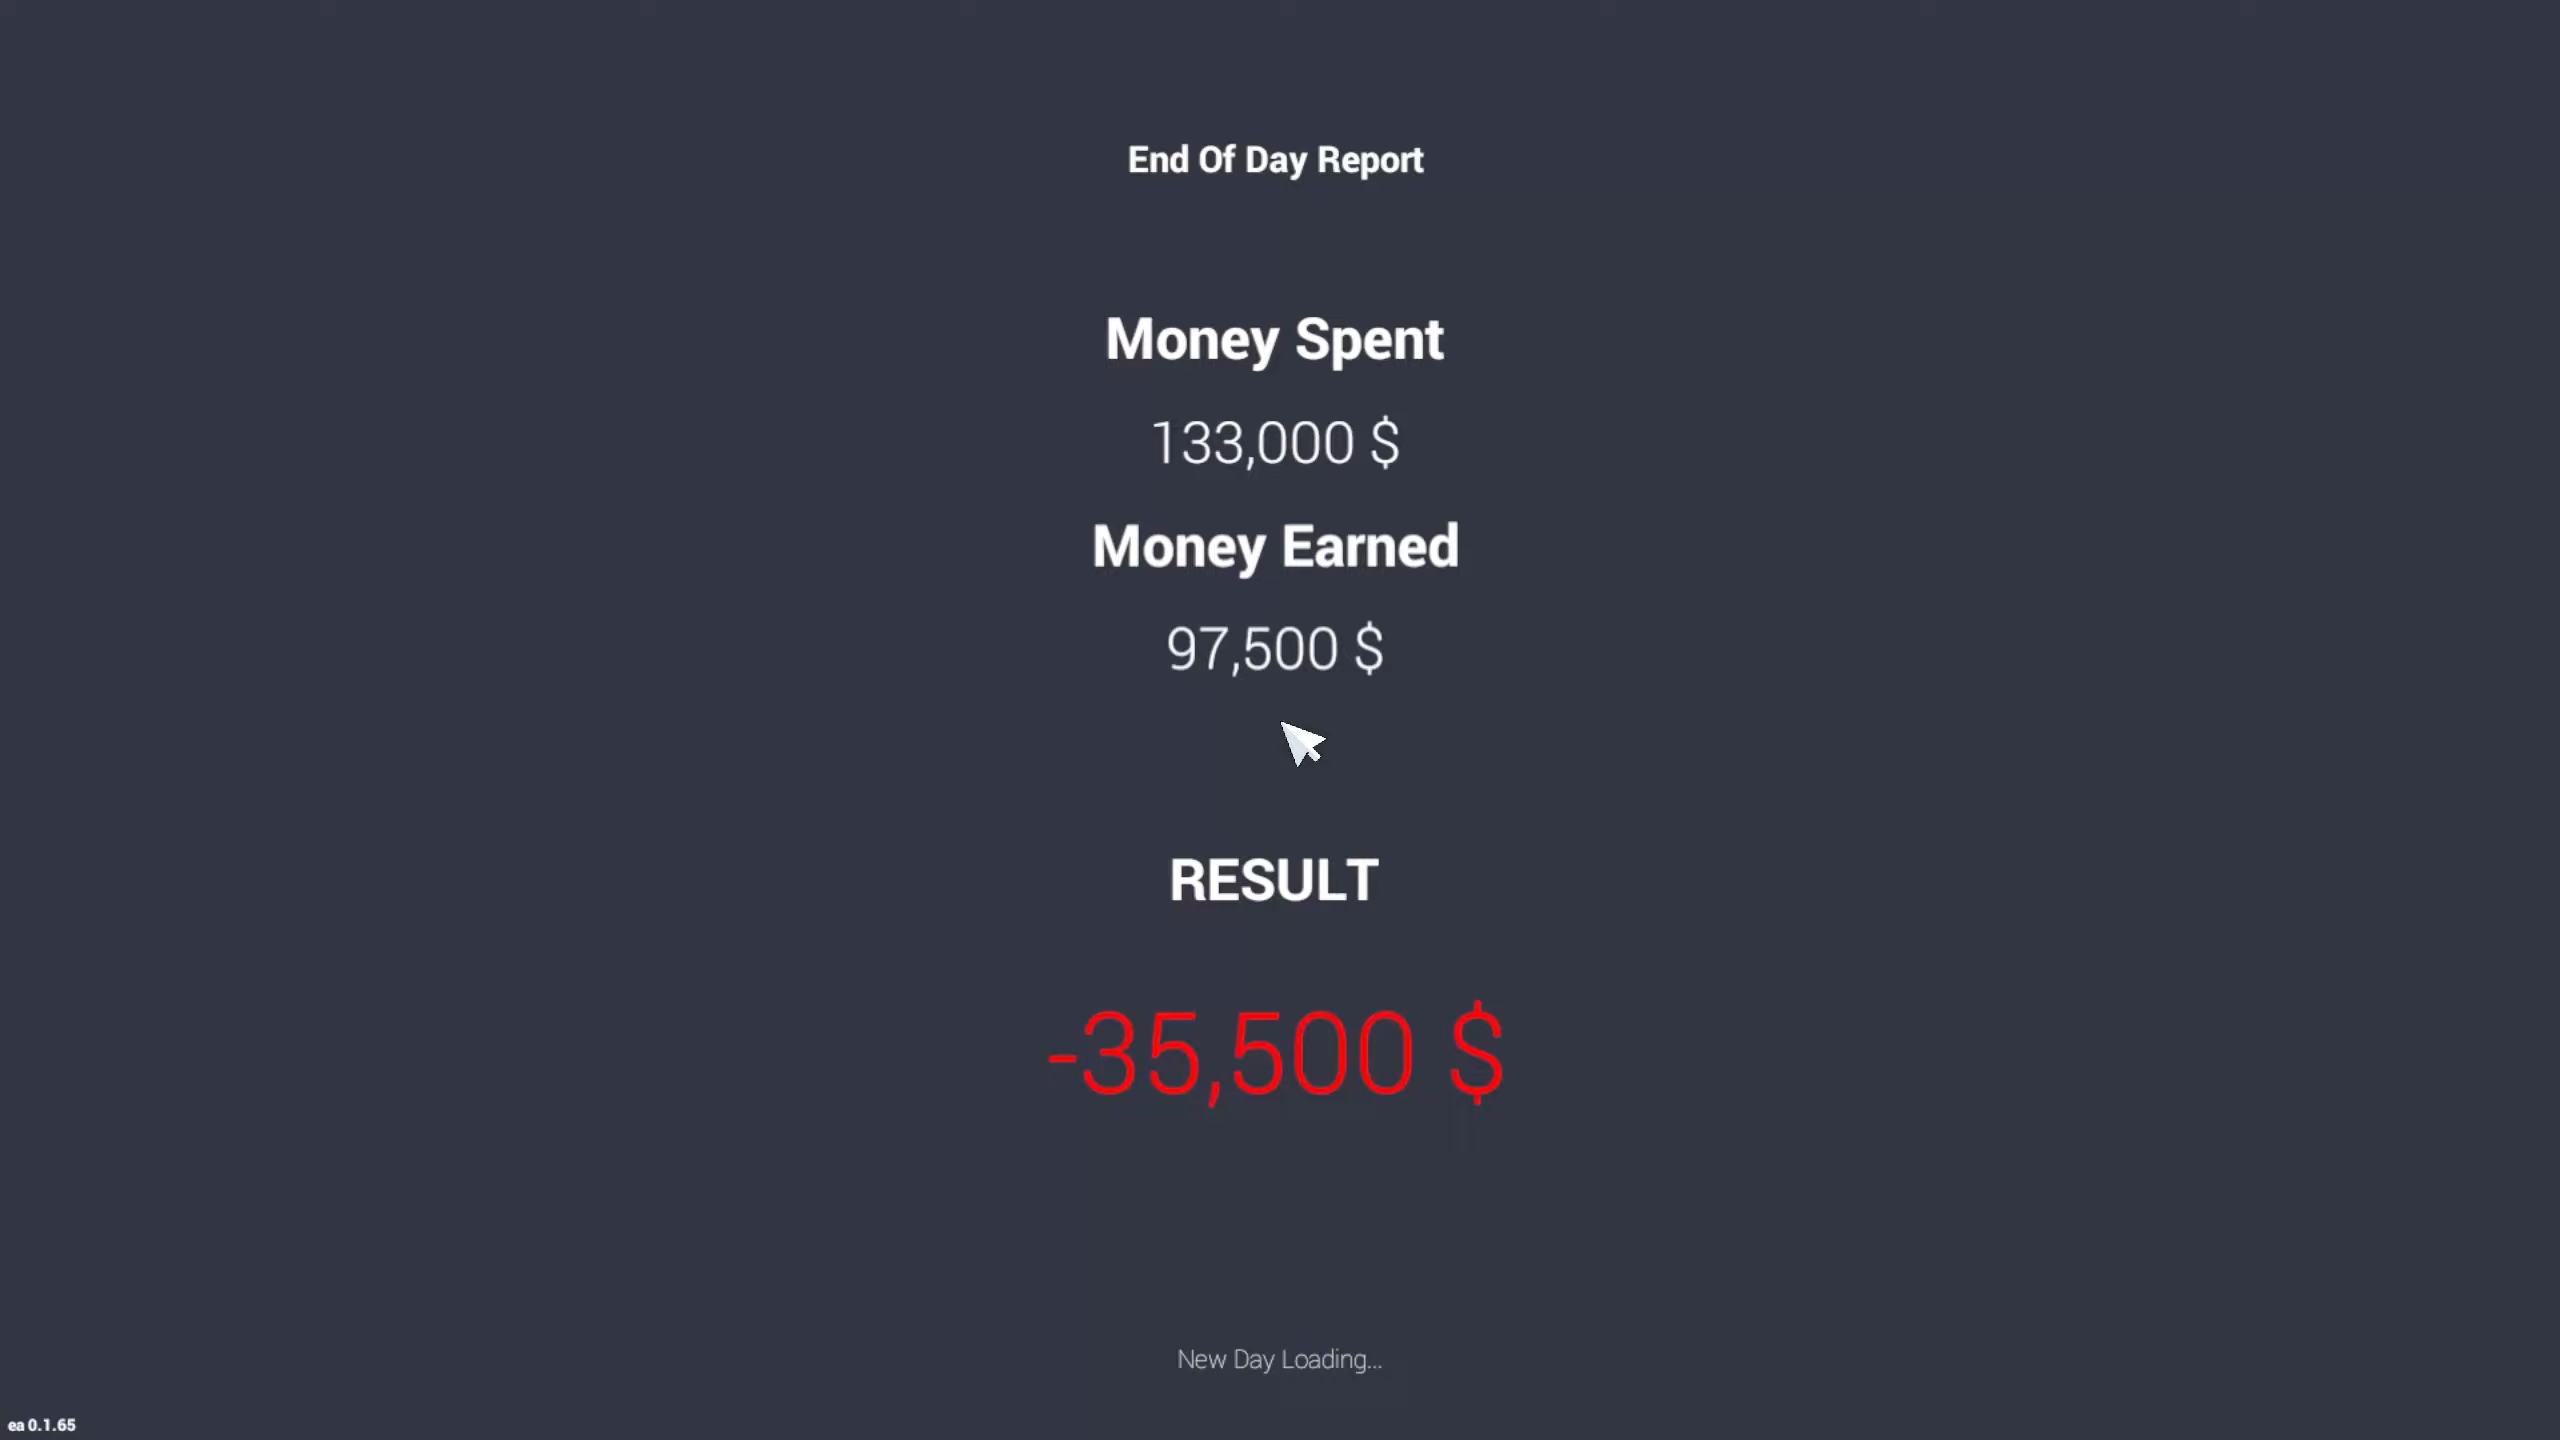 End Of Day Report
Money Spent
133,000 $
Money Earned
97,500 $
RESULT
-35,500 $
New Day Loading...
ea 0.1.65